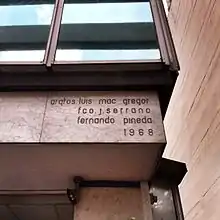 arqtos luis mac gregor
fco. j. serrano
fernando pineda
1968